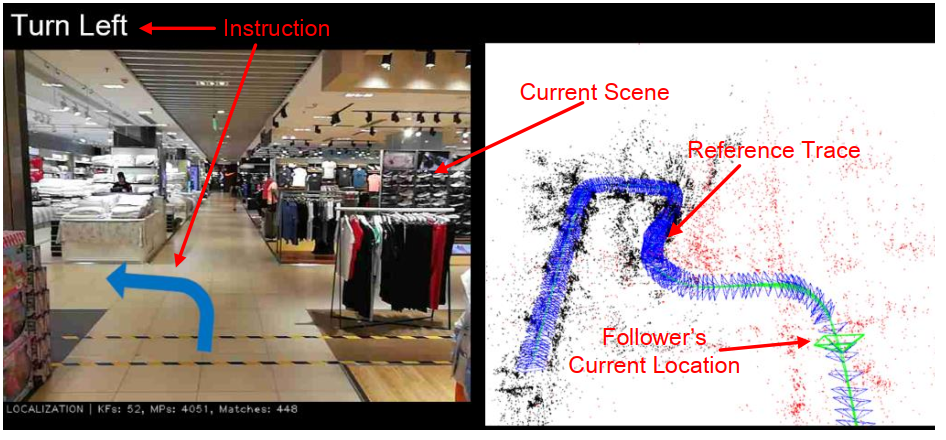 Turn Left
Instruction
Current Scene
Reference Trace
Follower's
Current Location
LOCALIZATION | KFs: 52, MPs: 4051, Matches: 448